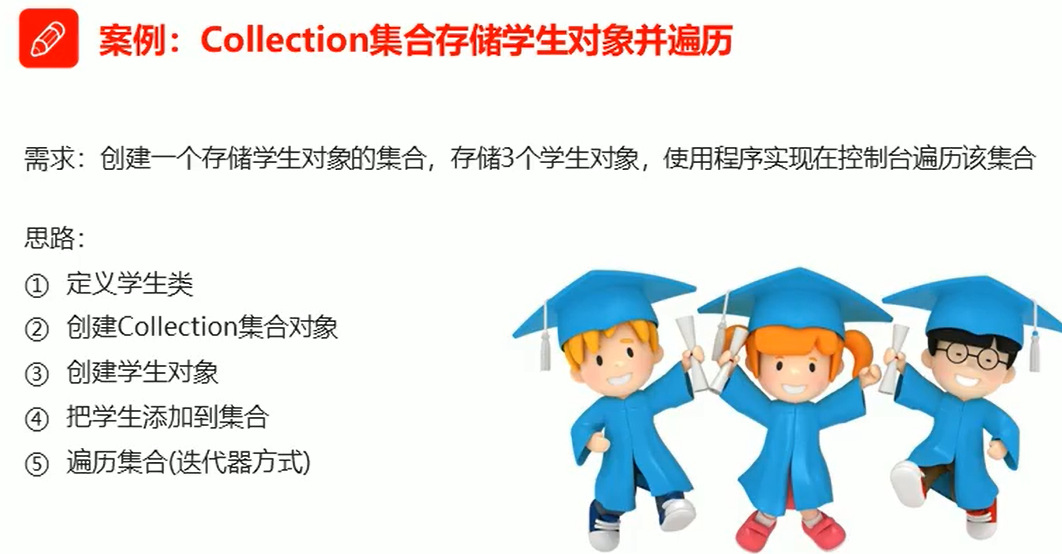 案例：Collection集合存储学生对象并遍历
需求：创建一个存储学生对象的集合，存储3个学生对象，使用程序实现在控制台遍历该集合
思路：
① 定义学生类
② 创建Collection集合对象
③ 创建学生对象
④ 把学生添加到集合
⑤ 遍历集合(迭代器方式)